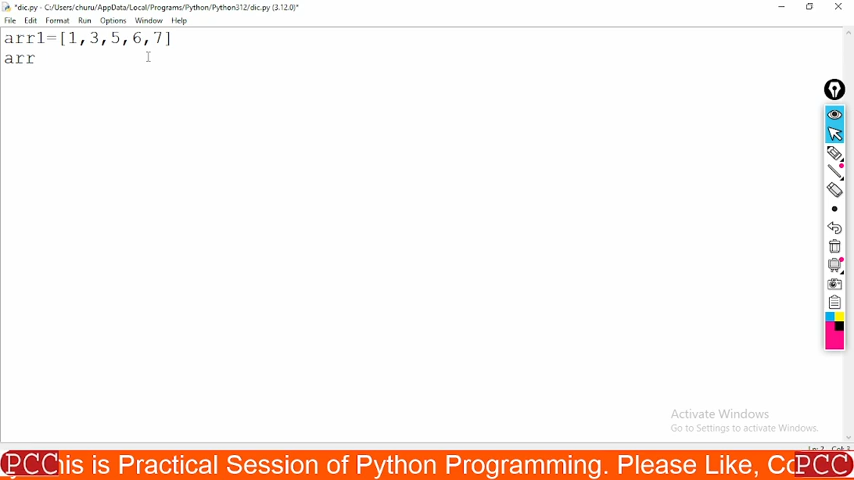 *dic.py - C:/Users/churu/AppData/Local/Programs/Python/Python312/dic.py (3.12.0)*
File Edit Format Run Options Window Help
arr1=[1,3,5,6,7]
arr
Activate Windows
Go to Settings to activate Windows.
PCC his is Practical Session of Python Programming. Please Like, Co PCC